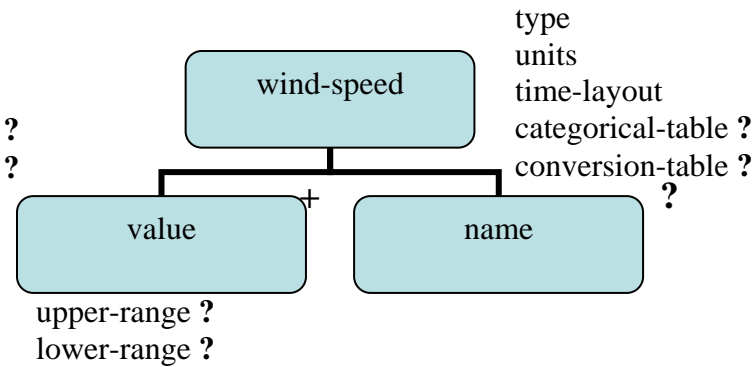 type
units
time-layout
categorical-table ?
conversion-table ?
wind-speed
?
?
+
?
value
name
upper-range ?
lower-range ?